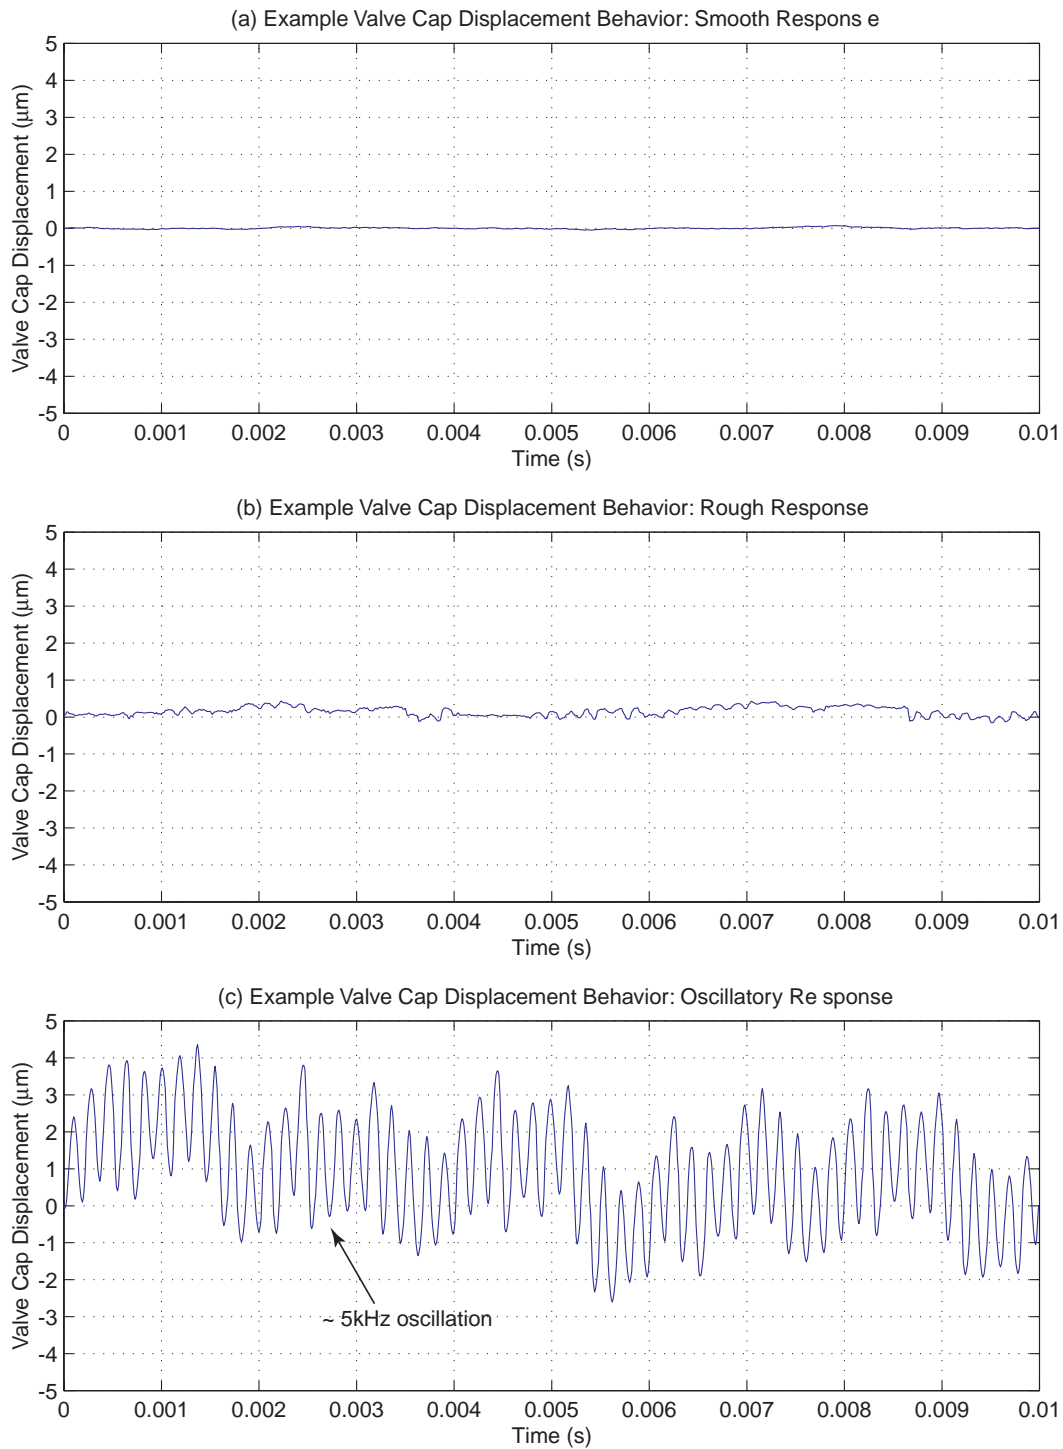 (a) Example Valve Cap Displacement Behavior: Smooth Respons e
5
4
3
2
1
0
-1
-2
-3
-4
-5
Valve Cap Displacement (μm)
0 0.001 0.002 0.003 0.004 0.005 0.006 0.007 0.008 0.009 0.01
Time (s)
(b) Example Valve Cap Displacement Behavior: Rough Response
5
4
3
2
1
0
-1
-2
-3
-4
-5
Valve Cap Displacement (μm)
0 0.001 0.002 0.003 0.004 0.005 0.006 0.007 0.008 0.009 0.01
Time (s)
(c) Example Valve Cap Displacement Behavior: Oscillatory Re sponse
5
4
3
2
1
0
-1
-2
-3
-4
-5
Valve Cap Displacement (μm)
~ 5kHz oscillation
0 0.001 0.002 0.003 0.004 0.005 0.006 0.007 0.008 0.009 0.01
Time (s)